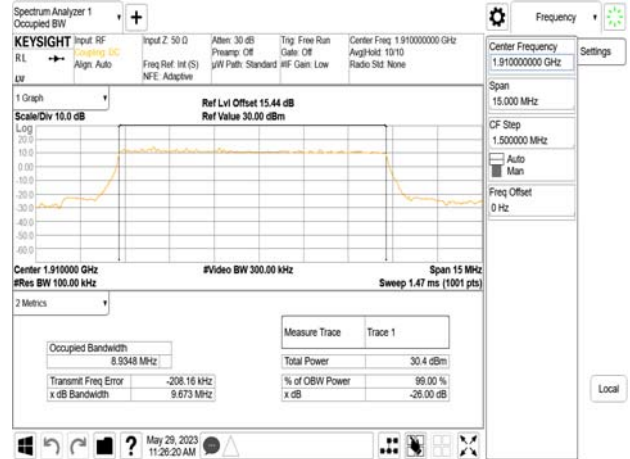 Spectrum Analyzer 1
Occupied BW
Frequency
KEYSIGHT
Input: RF
Coupling: DC
Align: Auto
RL
Input Z: 50 Ω
Freq Ref: Int (S)
NFE: Adaptive
Atten: 30 dB
Preamp: Off
µW Path: Standard
Trig: Free Run
Gate: Off
#IF Gain: Low
Center Freq: 1.910000000 GHz
Avg|Hold: 10/10
Radio Std: None
Center Frequency
1.910000000 GHz
Settings
Span
15.000 MHz
CF Step
1.500000 MHz
Auto
Man
Freq Offset
0 Hz
1 Graph
Scale/Div 10.0 dB
Ref Lvl Offset 15.44 dB
Ref Value 30.00 dBm
Log
20.0
10.0
0.00
-10.0
-20.0
-30.0
-40.0
-50.0
-60.0
Center 1.910000 GHz
#Video BW 300.00 kHz
Span 15 MHz
#Res BW 100.00 kHz
Sweep 1.47 ms (1001 pts)
2 Metrics
Measure Trace
Trace 1
Occupied Bandwidth
8.9348 MHz
Total Power
30.4 dBm
Transmit Freq Error
-208.16 kHz
% of OBW Power
99.00 %
x dB Bandwidth
9.673 MHz
x dB
-26.00 dB
Local
May 29, 2023
11:26:20 AM